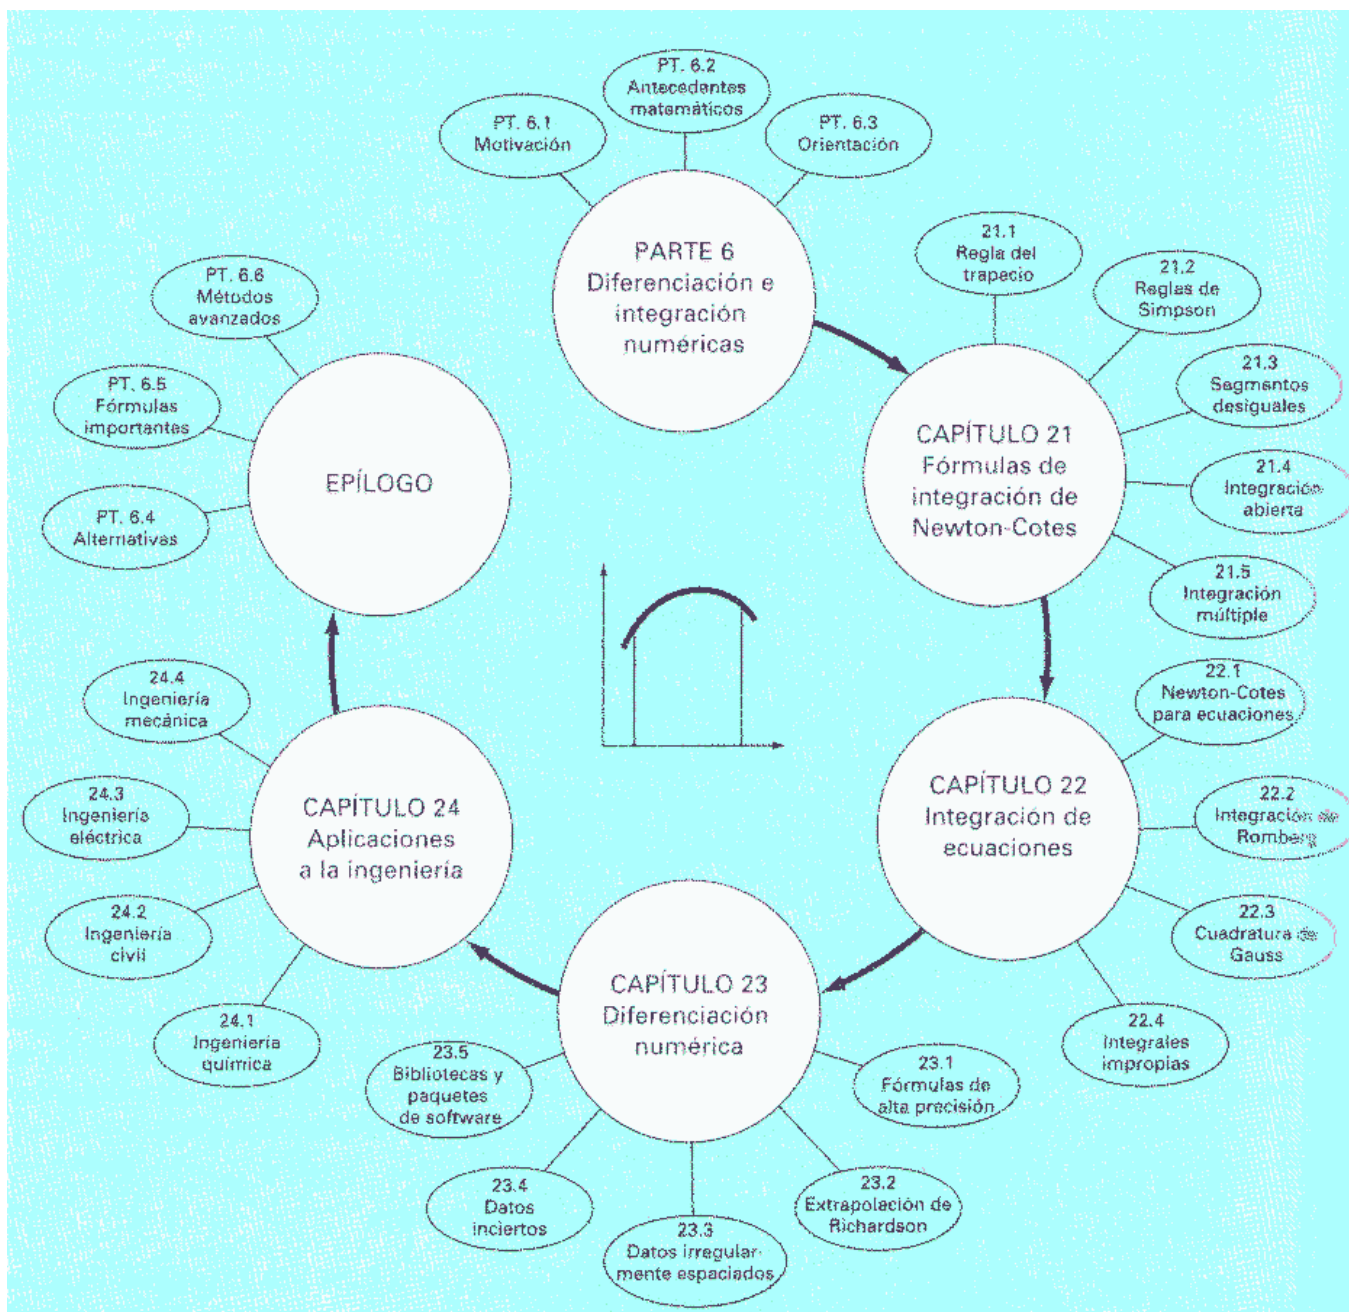 PT. 6.2
Antecedentes
matemáticos
PT. 6.1
Motivación
PT. 6.3
Orientación
PARTE 6
Diferenciación e
integración
numéricas
21.1
Regla del
trapecio
21.2
Reglas de
Simpson
21.3
Segmentos
desiguales
CAPÍTULO 21
Fórmulas de
integración de
Newton-Cotes
21.4
Integración
abierta
21.5
Integración
múltiple
22.1
Newton-Cotes
para ecuaciones
CAPÍTULO 22
Integración de
ecuaciones
22.2
Integración de
Romberg
22.3
Cuadratura de
Gauss
22.4
Integrales
impropias
CAPÍTULO 23
Diferenciación
numérica
23.1
Fórmulas de
alta precisión
23.2
Extrapolación de
Richardson
23.3
Datos irregular-
mente espaciados
23.4
Datos
inciertos
23.5
Bibliotecas y
paquetes
de software
CAPÍTULO 24
Aplicaciones
a la ingeniería
24.1
Ingeniería
química
24.2
Ingeniería
civil
24.3
Ingeniería
eléctrica
24.4
Ingeniería
mecánica
EPÍLOGO
PT. 6.4
Alternativas
PT. 6.5
Fórmulas
importantes
PT. 6.6
Métodos
avanzados